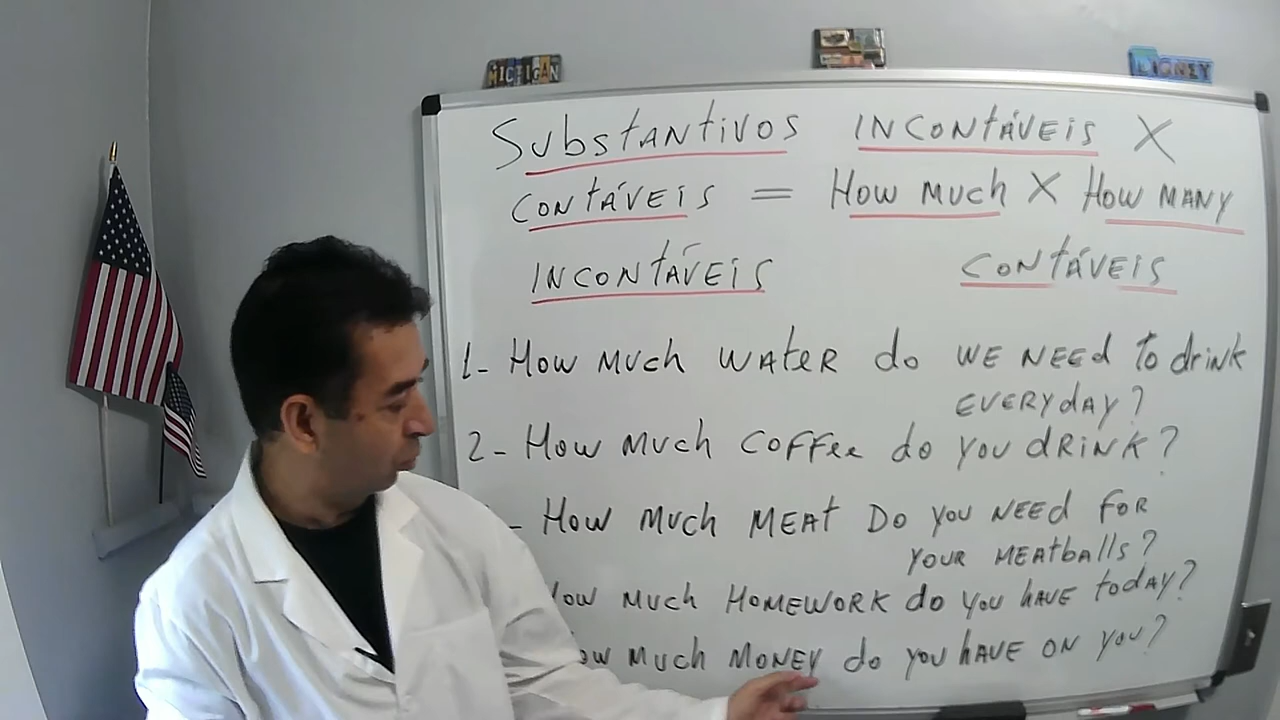 MICHIGAN
SUbStANtIVOS INCONtÁVEIS X
CONtÁVEIS = HOW MUCH X HOW MANY
INCONtÁVEIS CONtÁVEIS
1- HOW MUCH WATER do WE NEEd to drINK
EVERYdAY?
2- HOW MUCH COFFEE do YOU dRINK?
- HOW MUCH MEAT DO YOU NEEd FOR
YOUR MEAtbAlls?
HOW MUCH HOMEWORK do YOU HAVE todAY?
OW MUCH MONEY do YOU HAVE ON YOU?